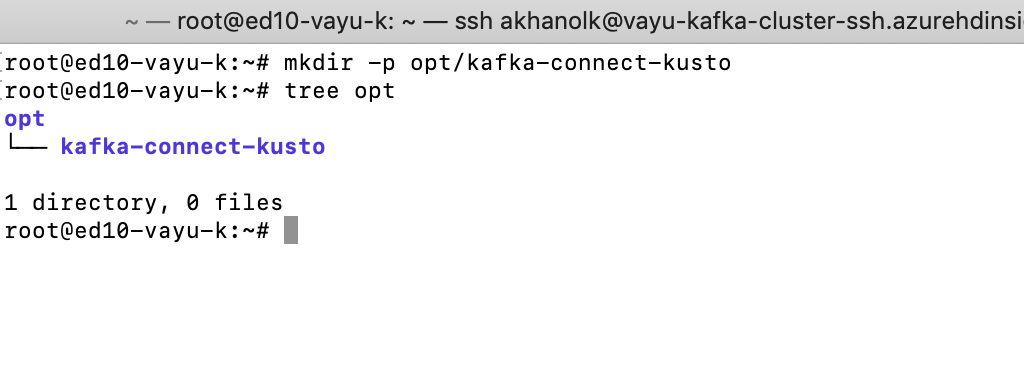 ~ — root@ed10-vayu-k: ~ — ssh akhanolk@vayu-kafka-cluster-ssh.azurehdinsi
[root@ed10-vayu-k:~# mkdir -p opt/kafka-connect-kusto
[root@ed10-vayu-k:~# tree opt
opt
└── kafka-connect-kusto
1 directory, 0 files
root@ed10-vayu-k:~#